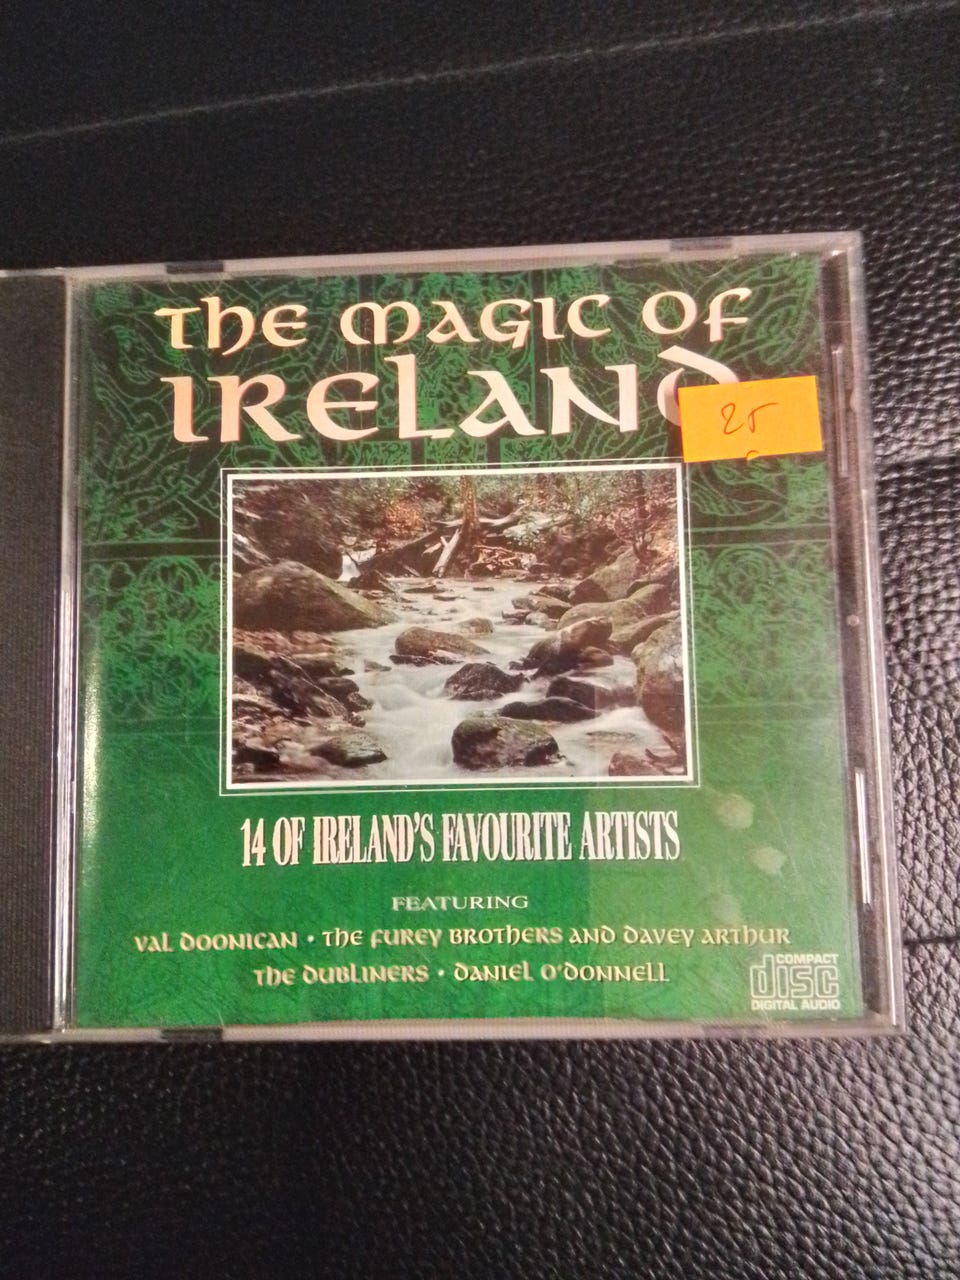 The Magic of
Ireland
25
14 OF IRELAND'S FAVOURITE ARTISTS
FEATURING
Val Doonican • The Furey Brothers and Davey Arthur
The Dubliners • Daniel O'Donnell
COMPACT
disc
DIGITAL AUDIO